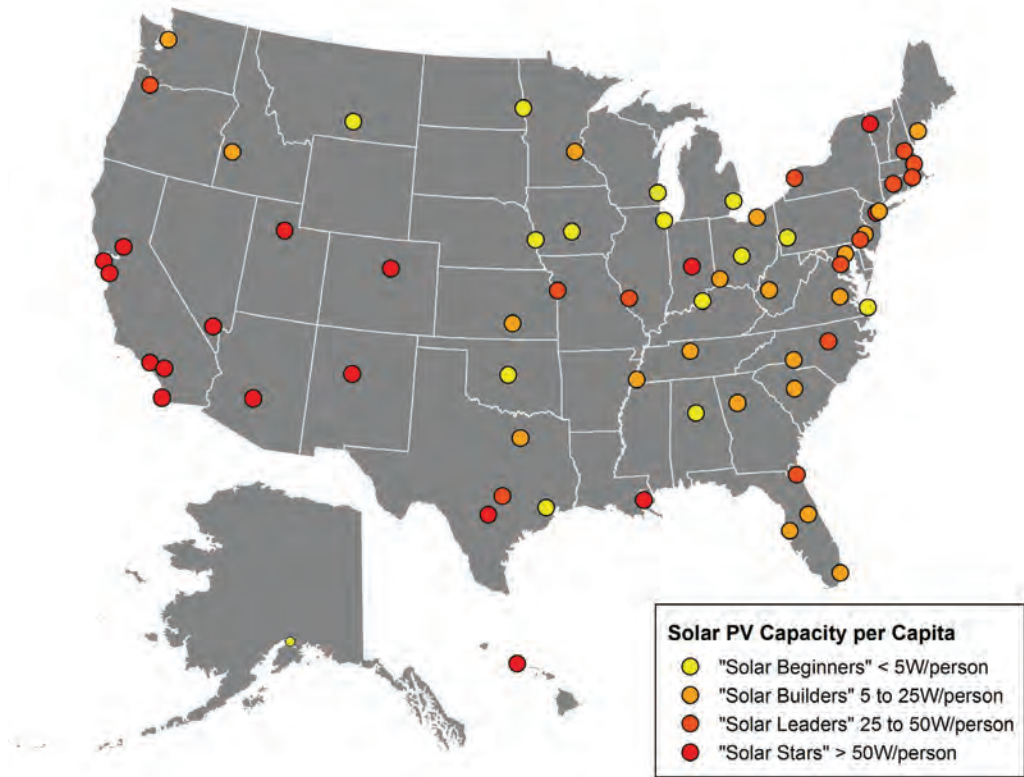 Solar PV Capacity per Capita
"Solar Beginners" < 5W/person
"Solar Builders" 5 to 25W/person
"Solar Leaders" 25 to 50W/person
"Solar Stars" > 50W/person